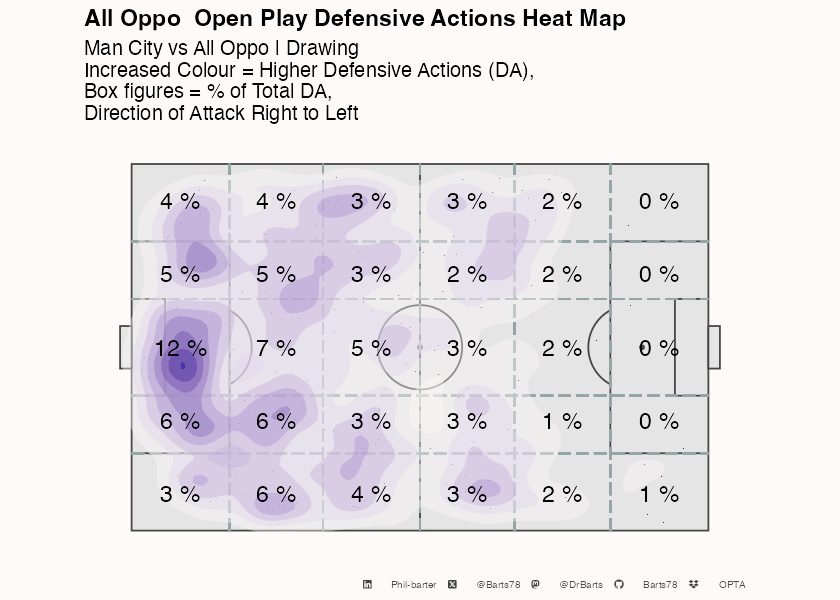 All Oppo  Open Play Defensive Actions Heat Map
Man City vs All Oppo | Drawing
Increased Colour = Higher Defensive Actions (DA),
Box figures = % of Total DA,
Direction of Attack Right to Left
4 % 4 % 3 % 3 % 2 % 0 %
5 % 5 % 3 % 2 % 2 % 0 %
12 % 7 % 5 % 3 % 2 % 0 %
6 % 6 % 3 % 3 % 1 % 0 %
3 % 6 % 4 % 3 % 2 % 1 %
Phil-barter @Barts78 @DrBarts Barts78 OPTA